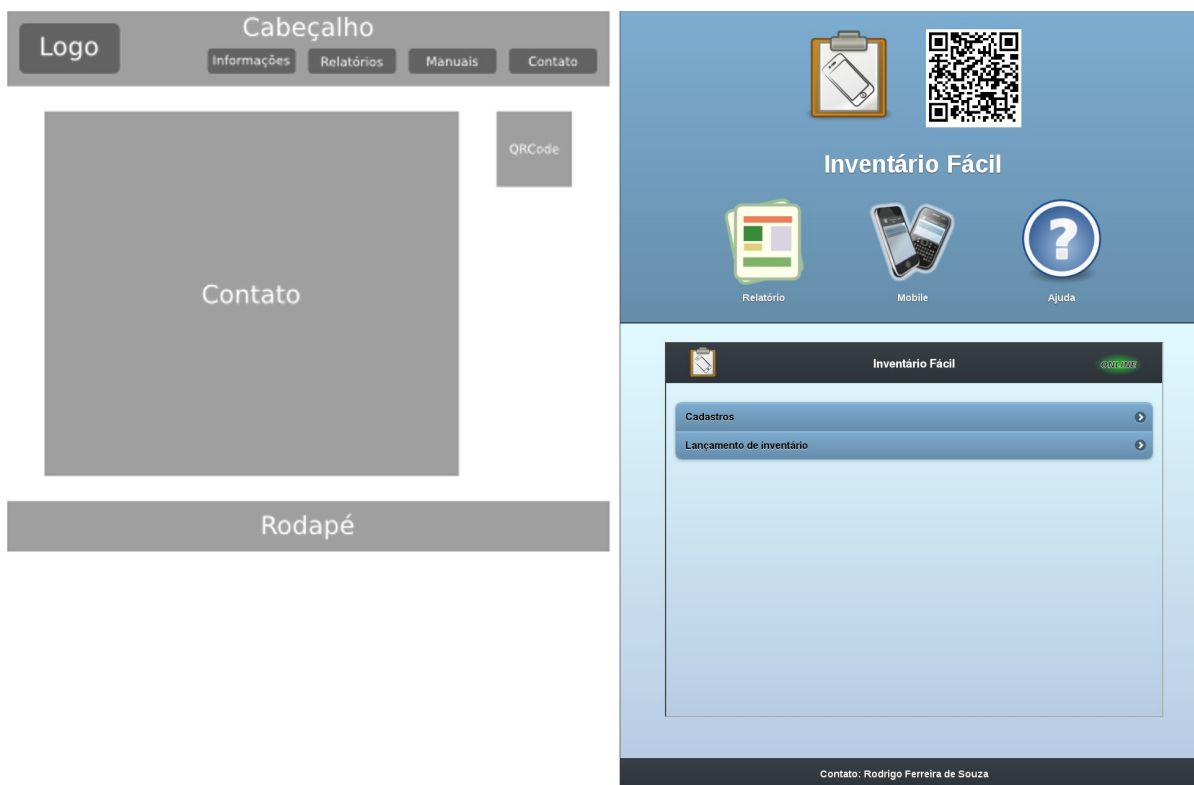 Cabeçalho
Logo
Informações Relatórios Manuais Contato
QRCode
Contato
Rodapé
Inventário Fácil
Relatório Mobile Ajuda
Inventário Fácil ONLINE
Cadastros
Lançamento de inventário
Contato: Rodrigo Ferreira de Souza